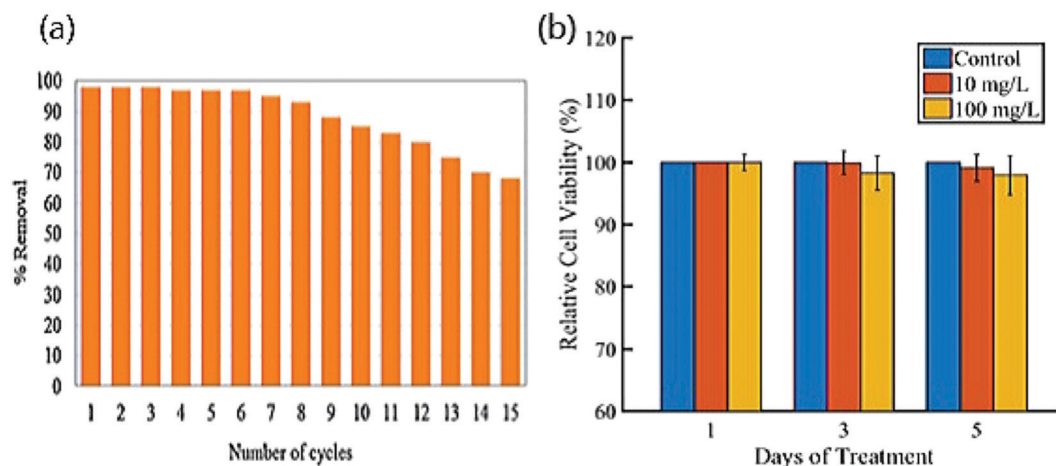 (a)
100
90
80
70
60
50
40
30
20
10
0
% Removal
1 2 3 4 5 6 7 8 9 10 11 12 13 14 15
Number of cycles
(b)
120
110
100
90
80
70
60
Relative Cell Viability (%)
Control
10 mg/L
100 mg/L
1 3 5
Days of Treatment